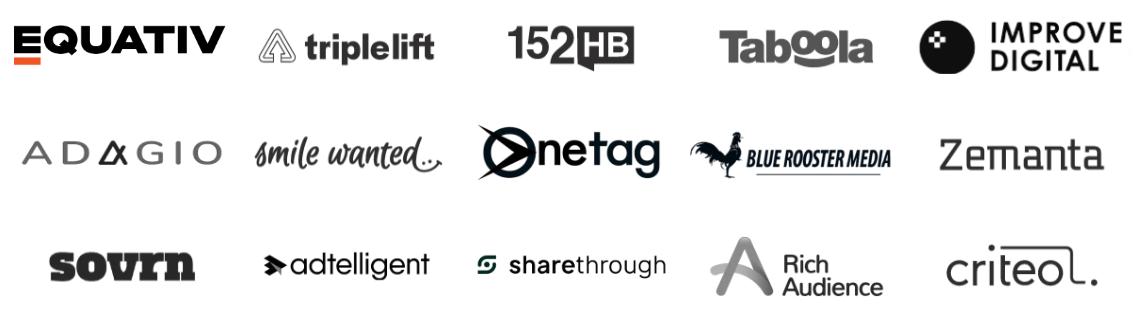 EQUATIV
triplelift
152HB
Taboola
IMPROVE
DIGITAL
ADAGIO
smile wanted...
Onetag
BLUE ROOSTER MEDIA
Zemanta
sovrn
adtelligent
sharethrough
Rich
Audience
criteol.